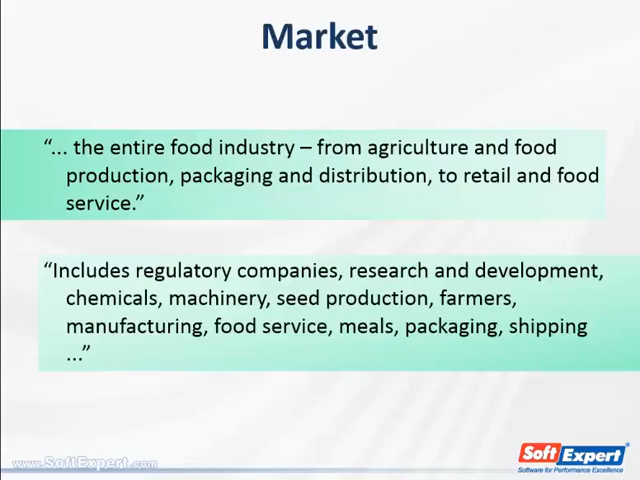 Market
“... the entire food industry – from agriculture and food
production, packaging and distribution, to retail and food
service.”
“Includes regulatory companies, research and development,
chemicals, machinery, seed production, farmers,
manufacturing, food service, meals, packaging, shipping
...”
www.SoftExpert.com
SoftExpert®
Software for Performance Excellence